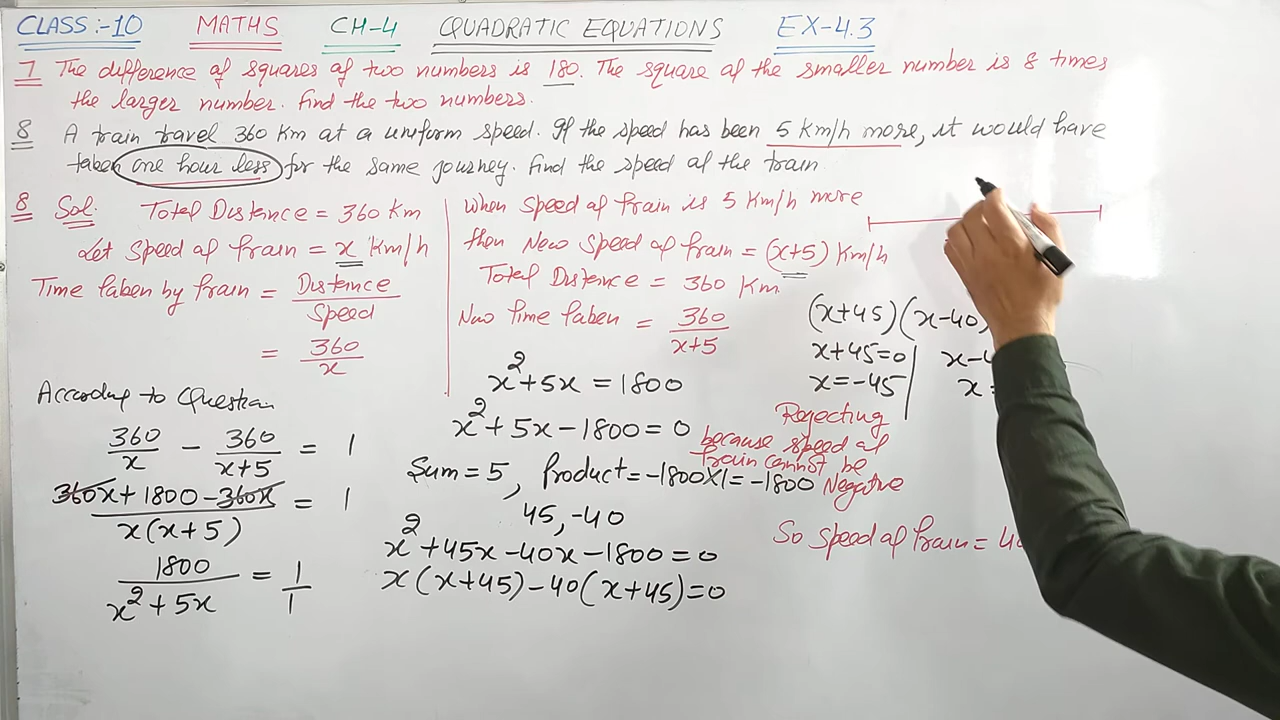 CLASS:-10 MATHS CH-4 QUADRATIC EQUATIONS EX-4.3
7 The difference of squares of two numbers is 180. The square of the smaller number is 8 times
the larger number. Find the two numbers.
8 A train travel 360 Km at a uniform speed. If the speed has been 5 Km/h more, it would have
taken one hour less for the same journey. Find the speed of the train.
8 Sol: Total Distance = 360 Km
Let Speed of train = x Km/h
Time taken by train = Distance/Speed
= 360/x
According to Question
360/x - 360/(x+5) = 1
(360x + 1800 - 360x)/(x(x+5)) = 1
1800/(x²+5x) = 1/1
When Speed of train is 5 Km/h more
then New Speed of train = (x+5) Km/h
Total Distance = 360 Km
New time taken = 360/(x+5)
x²+5x = 1800
x²+5x-1800=0
Sum=5, Product=-1800×1=-1800
45, -40
x²+45x-40x-1800=0
x(x+45)-40(x+45)=0
(x+45)(x-40)
x+45=0 x-4
x=-45 x=
Rejecting
because speed of
train cannot be
Negative
So Speed of train = 40